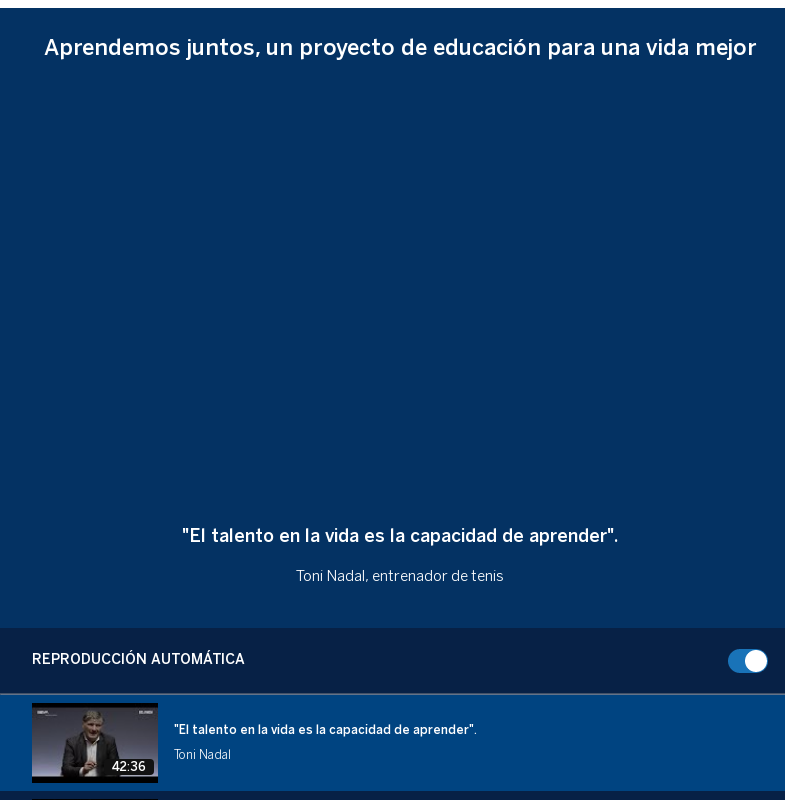 Aprendemos juntos, un proyecto de educación para una vida mejor
"El talento en la vida es la capacidad de aprender".
Toni Nadal, entrenador de tenis
REPRODUCCIÓN AUTOMÁTICA
42:36
"El talento en la vida es la capacidad de aprender".
Toni Nadal